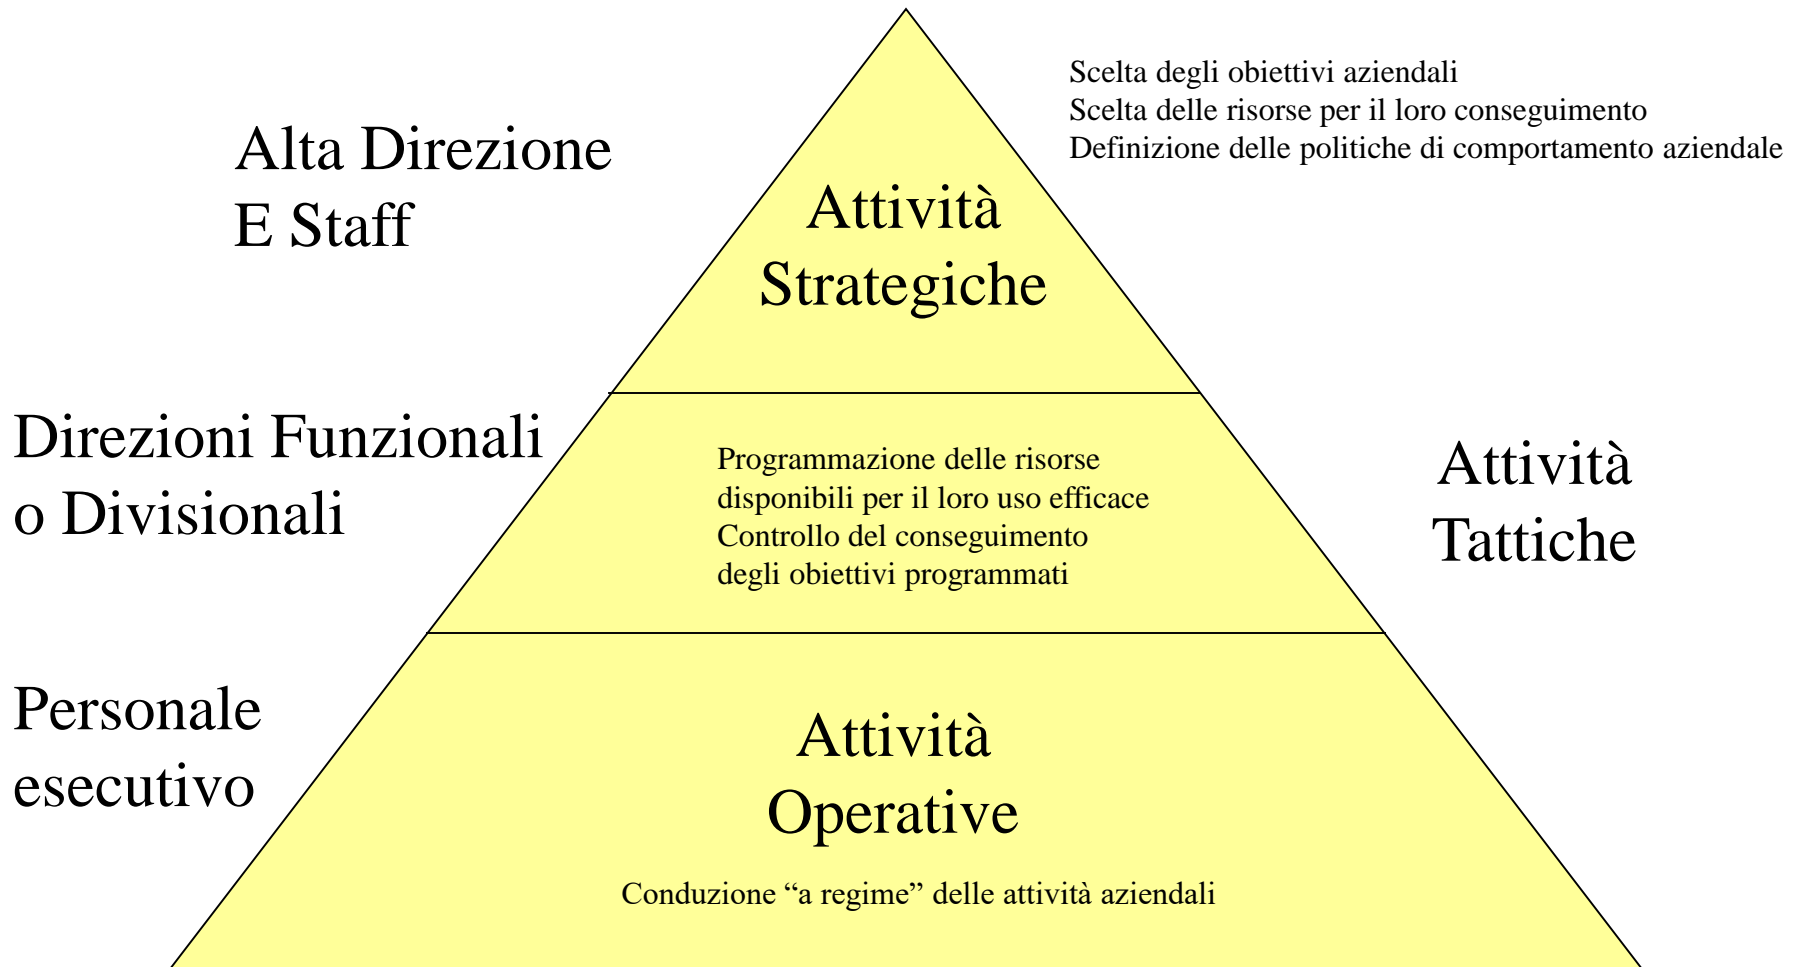 Scelta degli obiettivi aziendali
Scelta delle risorse per il loro conseguimento
Definizione delle politiche di comportamento aziendale
Alta Direzione
E Staff
Attività
Strategiche
Direzioni Funzionali
o Divisionali
Programmazione delle risorse
disponibili per il loro uso efficace
Controllo del conseguimento
degli obiettivi programmati
Attività
Tattiche
Personale
esecutivo
Attività
Operative
Conduzione “a regime” delle attività aziendali